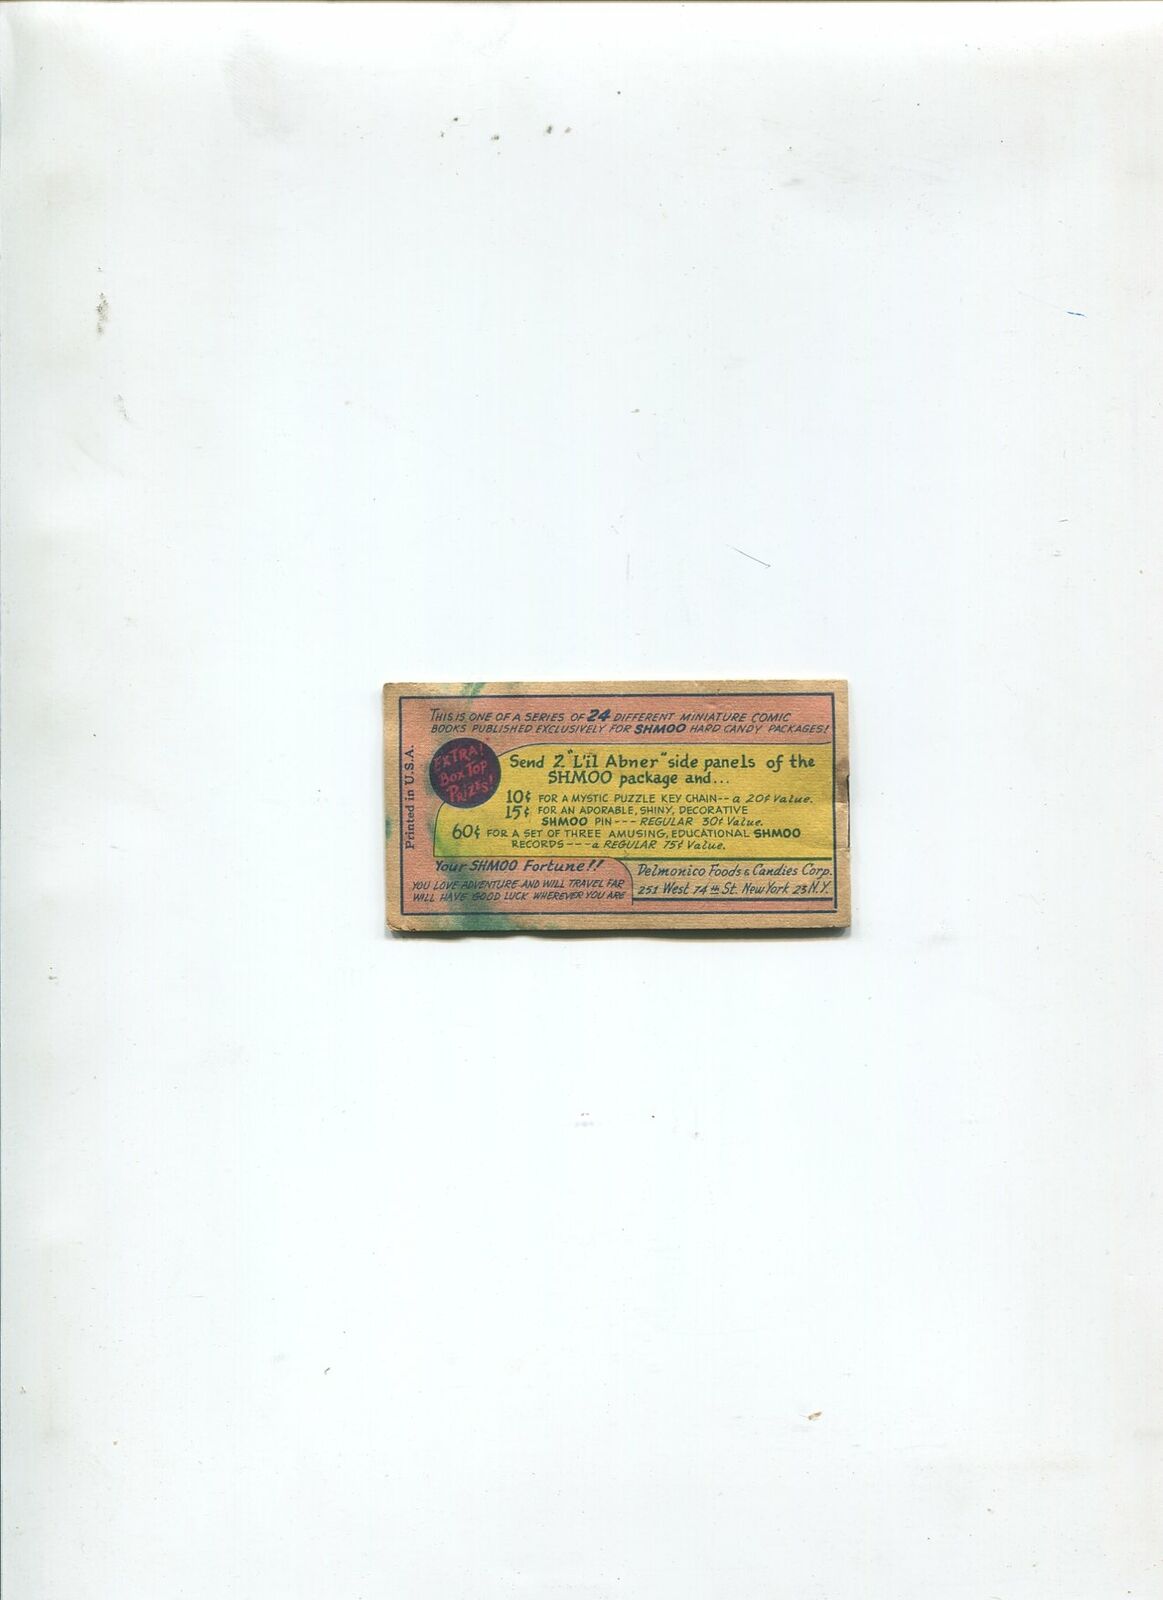 THIS IS ONE OF A SERIES OF 24 DIFFERENT MINIATURE COMIC
BOOKS PUBLISHED EXCLUSIVELY FOR SHMOO HARD CANDY PACKAGES!
EXTRA!
BOX TOP
PRIZES!
Send 2 "L'il Abner" side panels of the
SHMOO package and...
10¢ FOR A MYSTIC PUZZLE KEY CHAIN-- a 20¢ Value.
15¢ FOR AN ADORABLE, SHINY, DECORATIVE
SHMOO PIN --- REGULAR 30¢ Value.
60¢ FOR A SET OF THREE AMUSING, EDUCATIONAL SHMOO
RECORDS --- a REGULAR 75¢ Value.
Your SHMOO Fortune!!
YOU LOVE ADVENTURE AND WILL TRAVEL FAR
WILL HAVE GOOD LUCK WHEREVER YOU ARE
Delmonico Foods & Candies Corp.
251 West 74th St. New York 23 N.Y.
Printed in U.S.A.